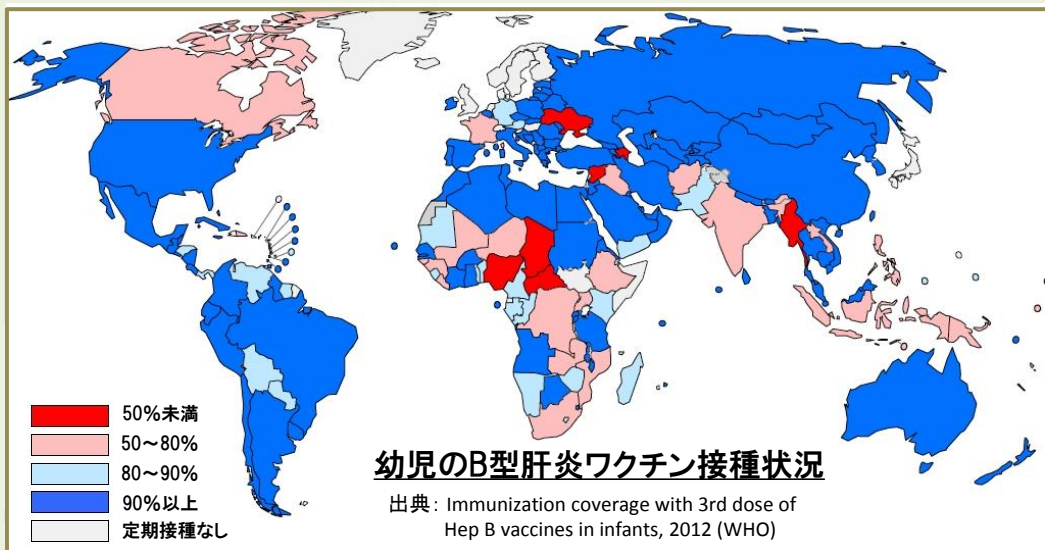 50%未満
50~80%
80~90%
90%以上
定期接種なし
幼児のB型肝炎ワクチン接種状況
出典: Immunization coverage with 3rd dose of
Hep B vaccines in infants, 2012 (WHO)